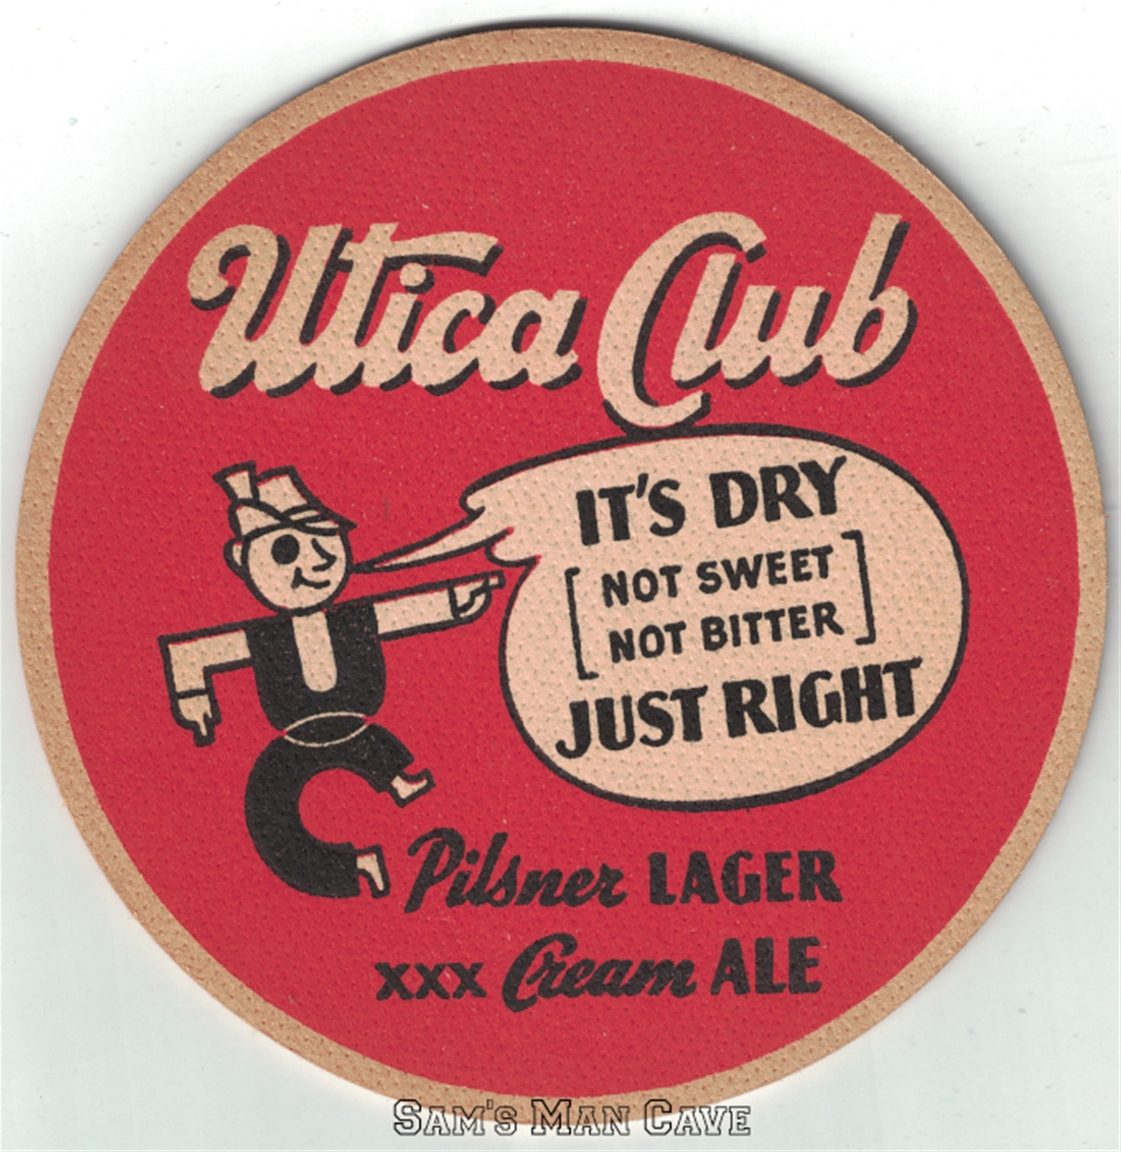 Utica Club
IT'S DRY
[NOT SWEET
NOT BITTER]
JUST RIGHT
Pilsner LAGER
XXX Cream ALE
SAM'S MAN CAVE